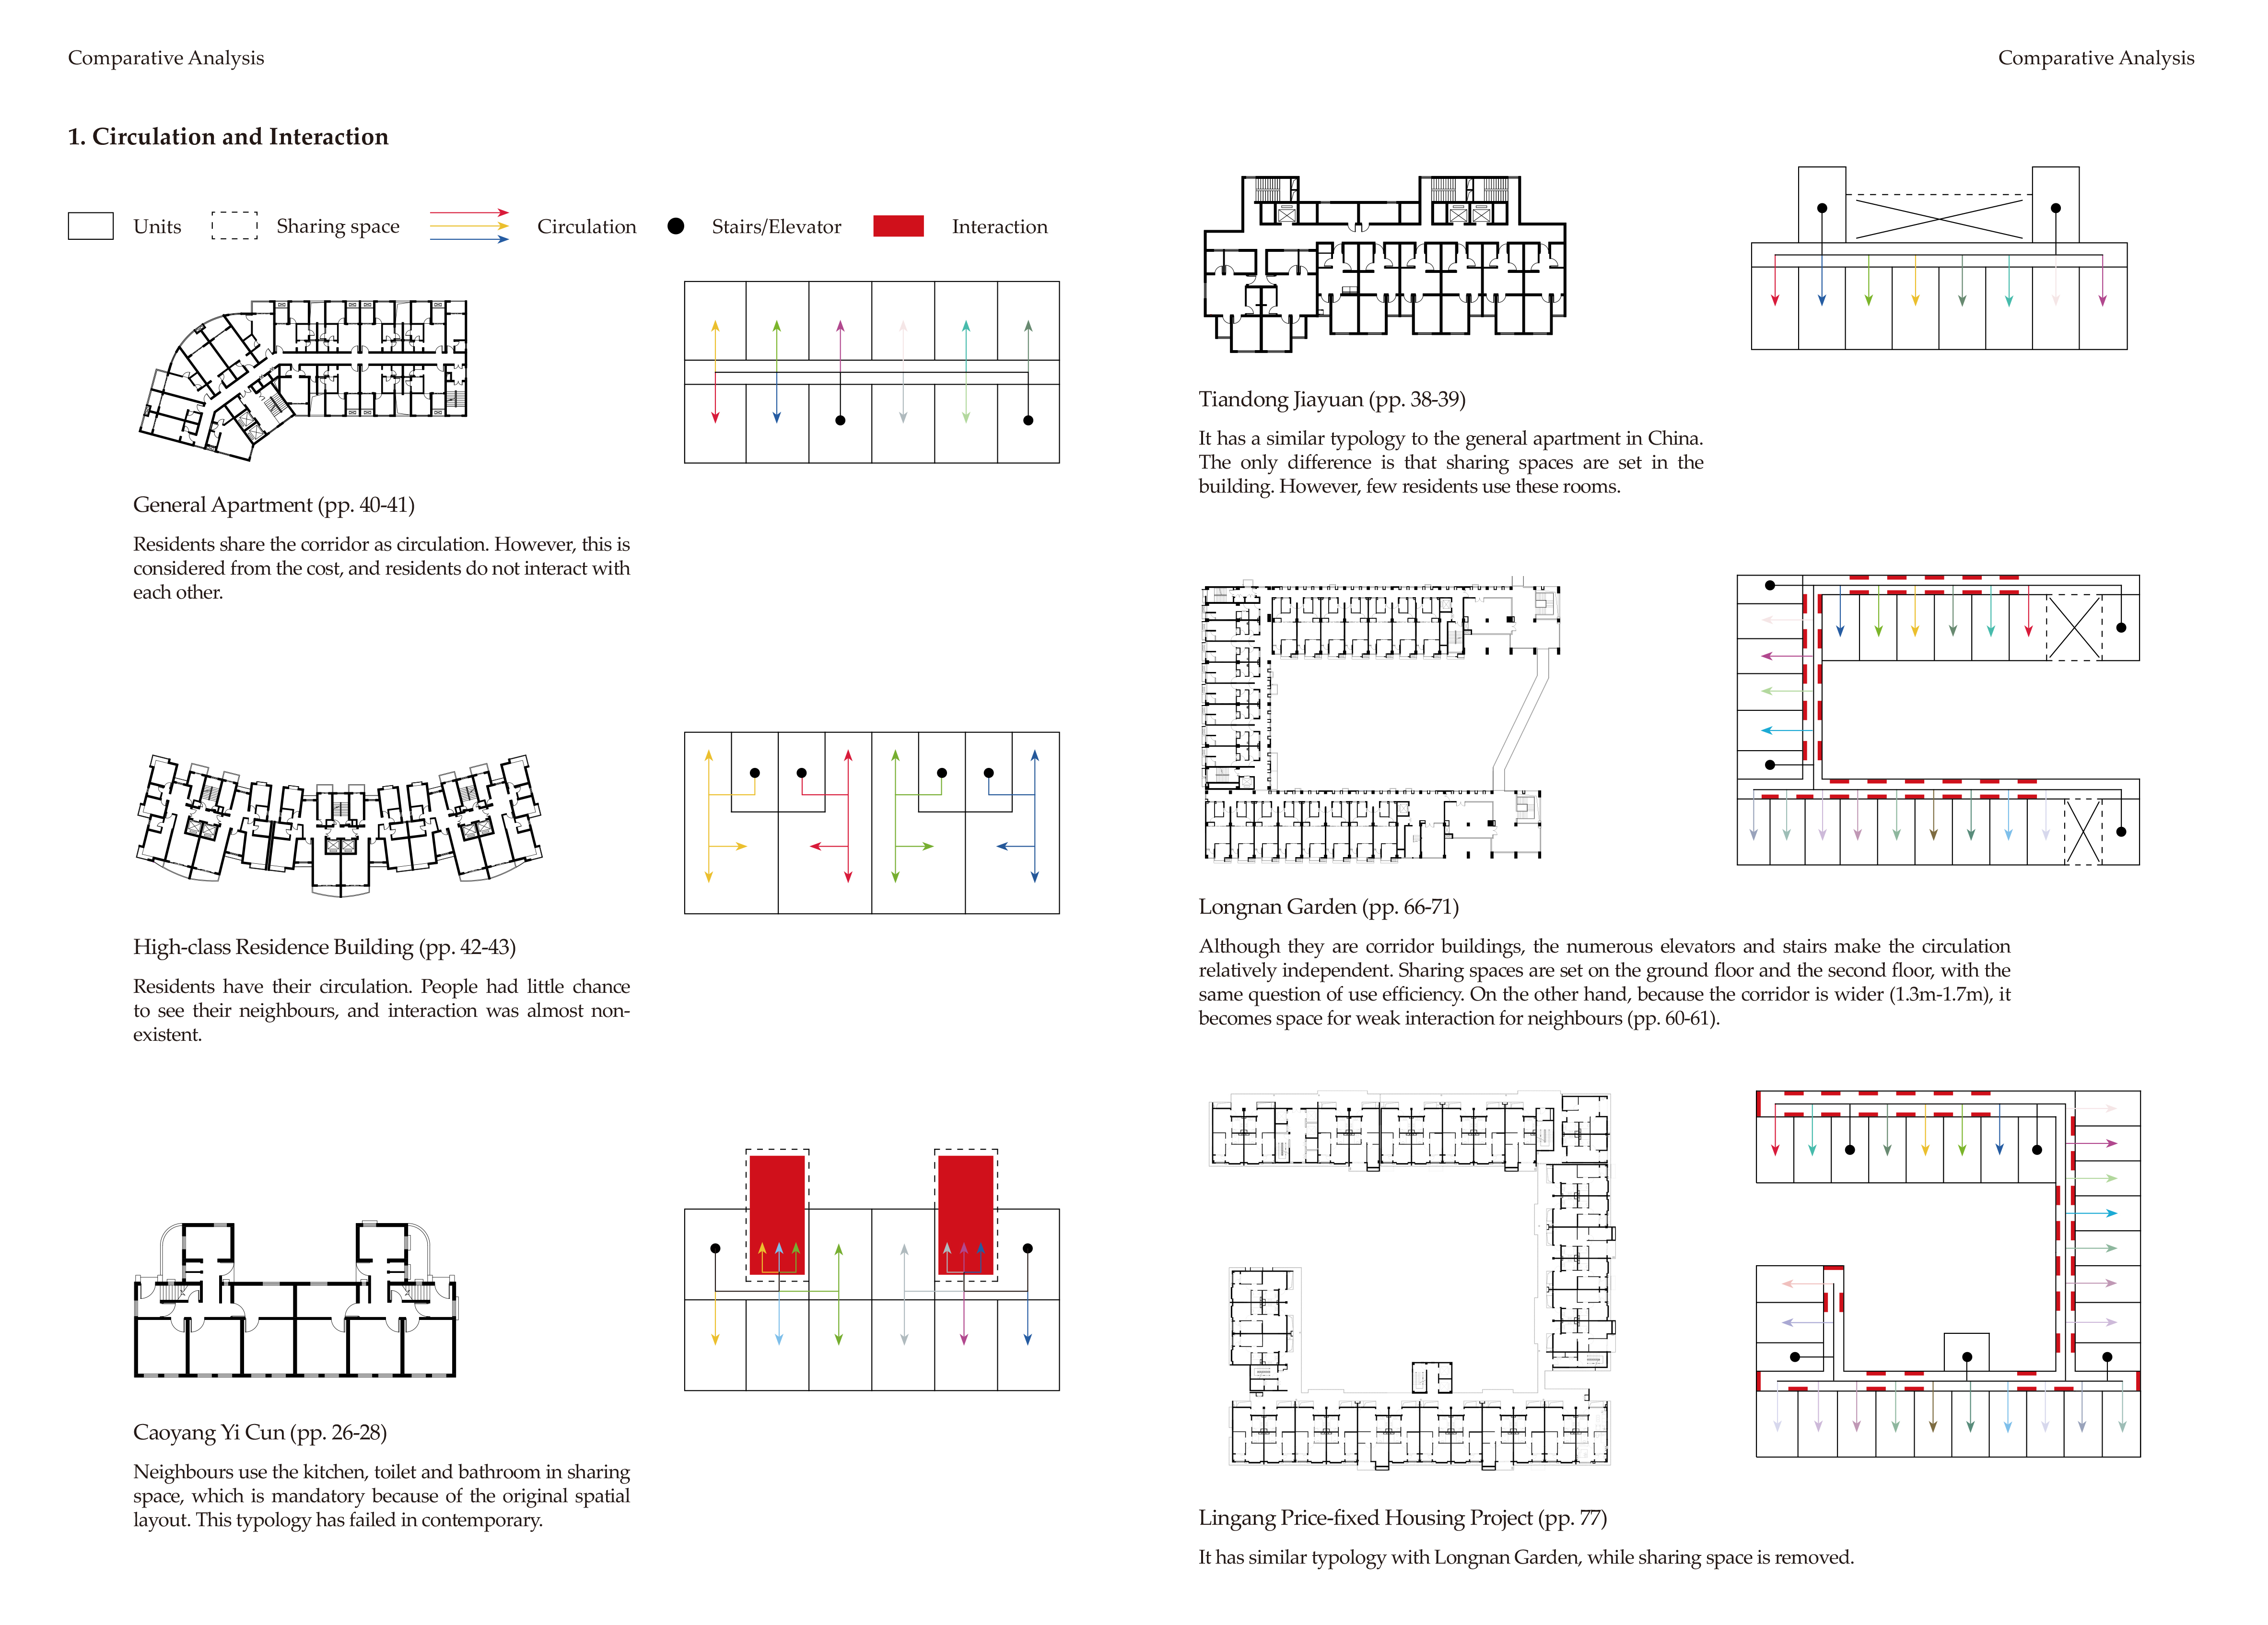 Comparative Analysis
1. Circulation and Interaction
Units
Sharing space
Circulation
Stairs/Elevator
Interaction
General Apartment (pp. 40-41)
Residents share the corridor as circulation. However, this is
considered from the cost, and residents do not interact with
each other.
High-class Residence Building (pp. 42-43)
Residents have their circulation. People had little chance
to see their neighbours, and interaction was almost non-
existent.
Caoyang Yi Cun (pp. 26-28)
Neighbours use the kitchen, toilet and bathroom in sharing
space, which is mandatory because of the original spatial
layout. This typology has failed in contemporary.
Comparative Analysis
Tiandong Jiayuan (pp. 38-39)
It has a similar typology to the general apartment in China.
The only difference is that sharing spaces are set in the
building. However, few residents use these rooms.
Longnan Garden (pp. 66-71)
Although they are corridor buildings, the numerous elevators and stairs make the circulation
relatively independent. Sharing spaces are set on the ground floor and the second floor, with the
same question of use efficiency. On the other hand, because the corridor is wider (1.3m-1.7m), it
becomes space for weak interaction for neighbours (pp. 60-61).
Lingang Price-fixed Housing Project (pp. 77)
It has similar typology with Longnan Garden, while sharing space is removed.